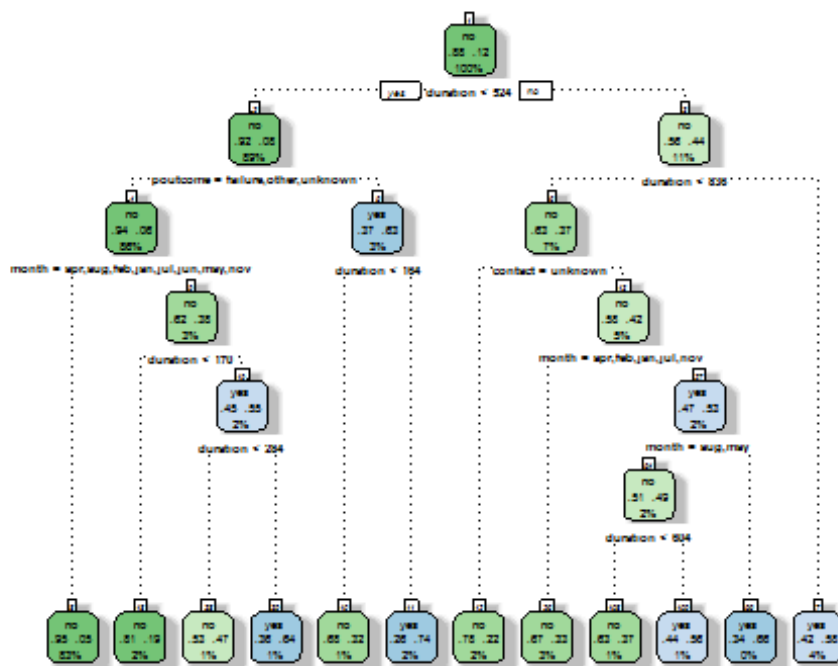 no
.88 .12
100%
yes duration < 524 no
no
.92 .08
89%
no
.56 .44
11%
poutcome = failure,other,unknown
duration < 836
no
.94 .06
86%
yes
.37 .63
3%
no
.63 .37
7%
month = apr,aug,feb,jan,jul,jun,may,nov
duration < 164
contact = unknown
no
.62 .38
3%
no
.58 .42
5%
duration < 170
month = apr,feb,jan,jul,nov
yes
.45 .55
2%
yes
.47 .53
2%
duration < 284
month = aug,may
no
.51 .49
2%
duration < 604
no
.95 .05
83%
no
.81 .19
2%
no
.53 .47
1%
yes
.36 .64
1%
no
.32
1%
yes
.26 .74
2%
no
.78 .22
2%
no
.67 .33
3%
no
.63 .37
1%
yes
.44 .56
1%
yes
.34 .66
0%
yes
.42
4%